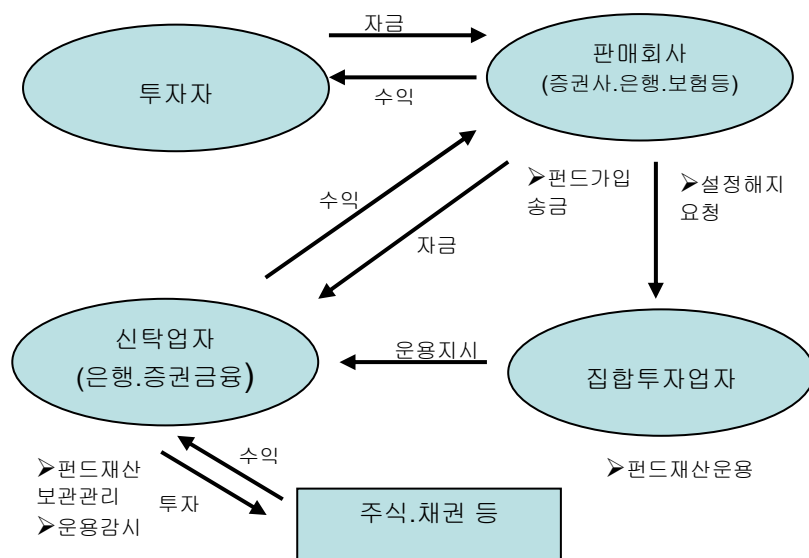 자금
투자자
판매회사
(증권사.은행.보험등)
수익
➢펀드가입
송금
➢설정해지
요청
수익
자금
신탁업자
(은행.증권금융)
운용지시
집합투자업자
➢펀드재산
보관관리
➢운용감시
수익
투자
➢펀드재산운용
주식.채권 등